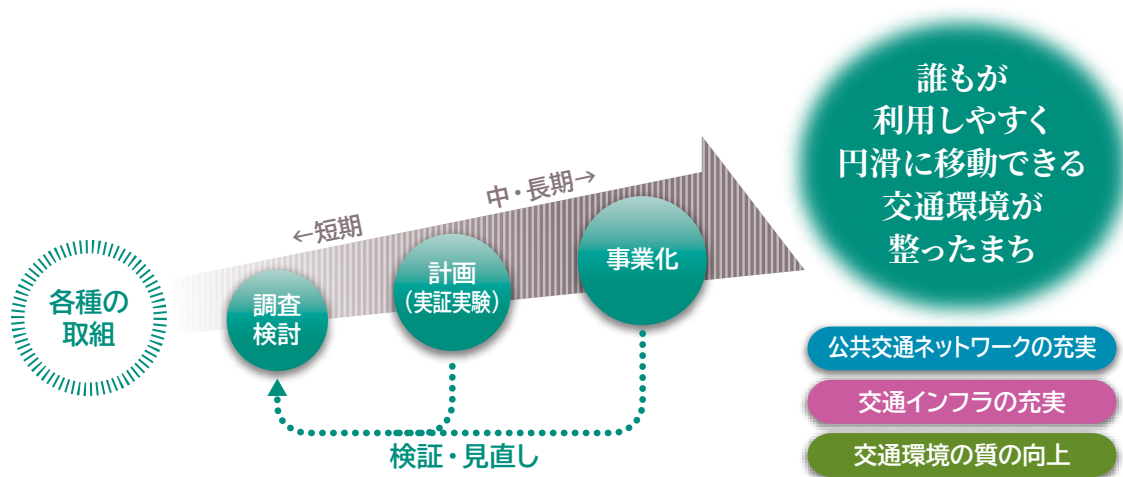 各種の
取組
←短期
中・長期→
調査
検討
計画
(実証実験)
事業化
検証・見直し
誰もが
利用しやすく
円滑に移動できる
交通環境が
整ったまち
公共交通ネットワークの充実
交通インフラの充実
交通環境の質の向上